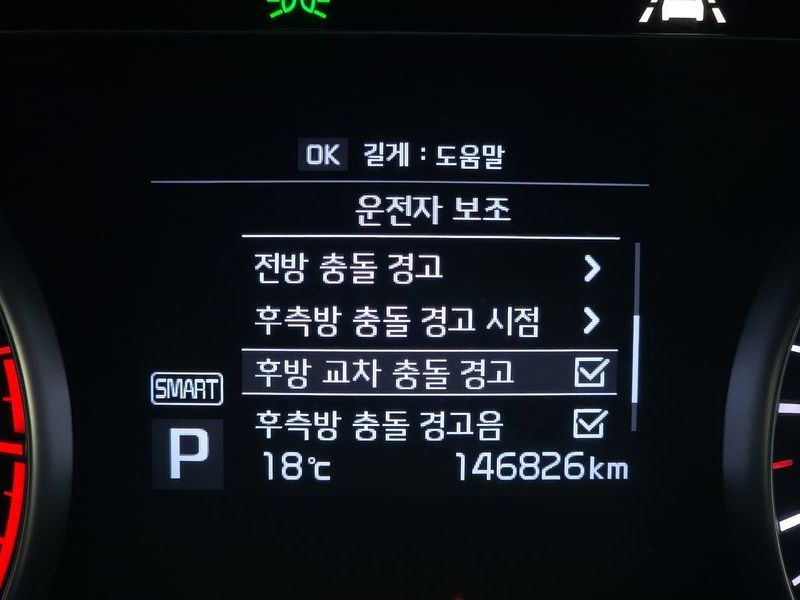 OK 길게 : 도움말
운전자 보조
전방 충돌 경고
후측방 충돌 경고 시점
후방 교차 충돌 경고
SMART
후측방 충돌 경고음
P
18℃ 146826km